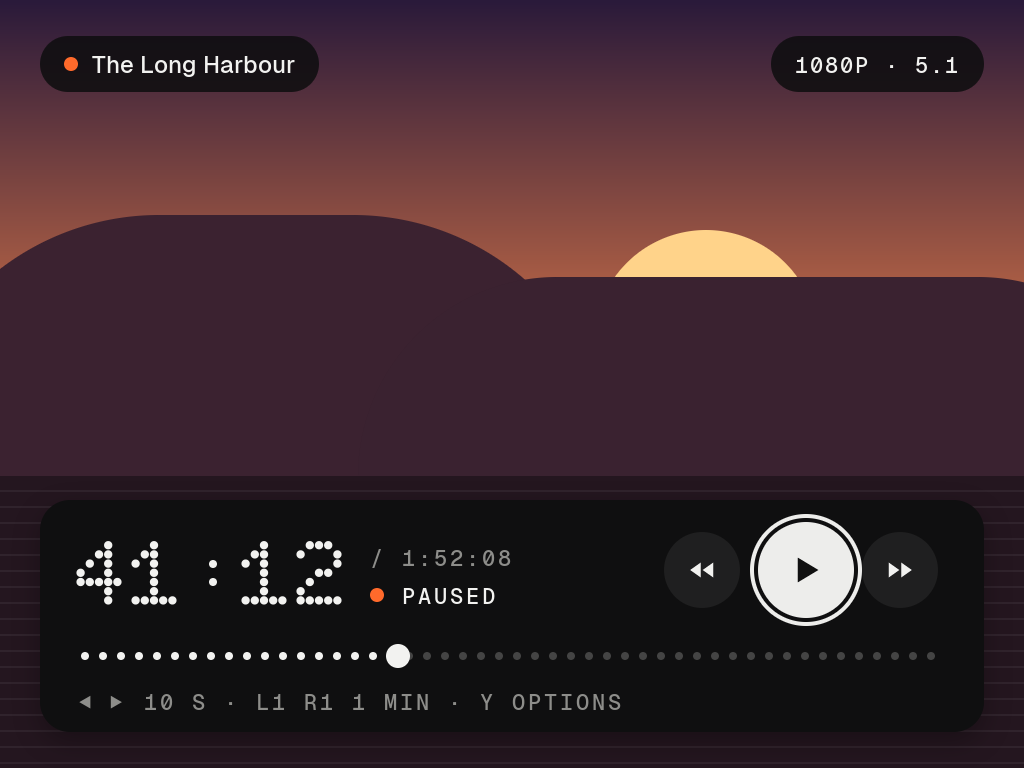 The Long Harbour
1080P · 5.1
41:12
/ 1:52:08
PAUSED
◀ ▶ 10 S · L1 R1 1 MIN · Y OPTIONS